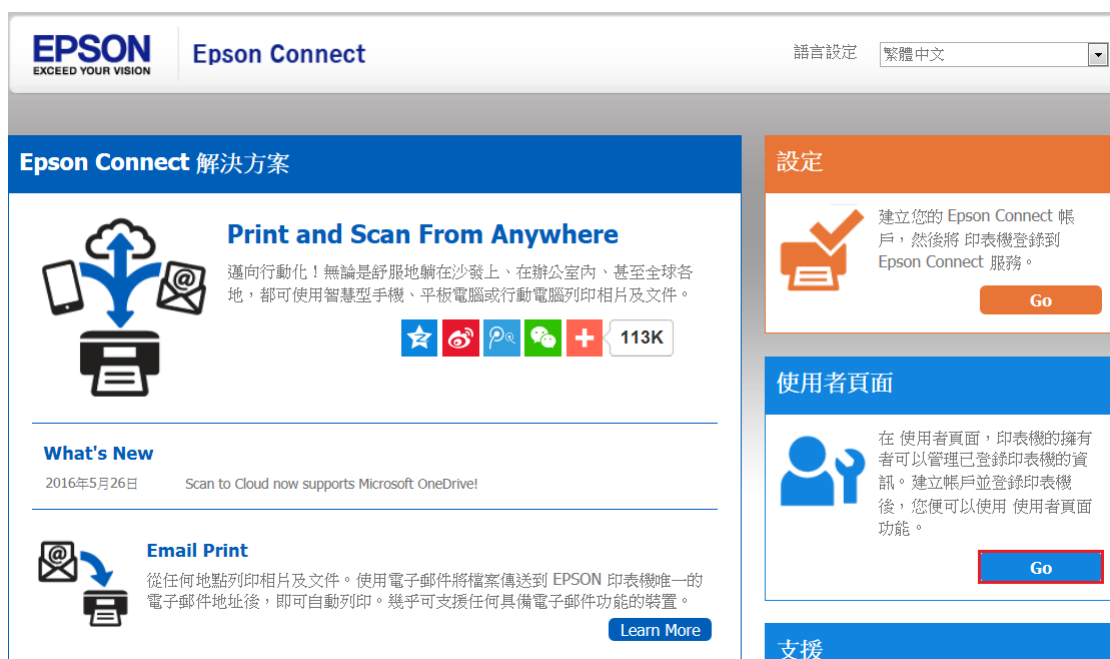 EPSON
EXCEED YOUR VISION
Epson Connect
語言設定
繁體中文
Epson Connect 解決方案
Print and Scan From Anywhere
邁向行動化！無論是舒服地躺在沙發上、在辦公室內、甚至全球各
地，都可使用智慧型手機、平板電腦或行動電腦列印相片及文件。
113K
What's New
2016年5月26日 Scan to Cloud now supports Microsoft OneDrive!
Email Print
從任何地點列印相片及文件。使用電子郵件將檔案傳送到 EPSON 印表機唯一的
電子郵件地址後，即可自動列印。幾乎可支援任何具備電子郵件功能的裝置。
Learn More
設定
建立您的 Epson Connect 帳
戶，然後將 印表機登錄到
Epson Connect 服務。
Go
使用者頁面
在 使用者頁面，印表機的擁有
者可以管理已登錄印表機的資
訊。建立帳戶並登錄印表機
後，您便可以使用 使用者頁面
功能。
Go
支援